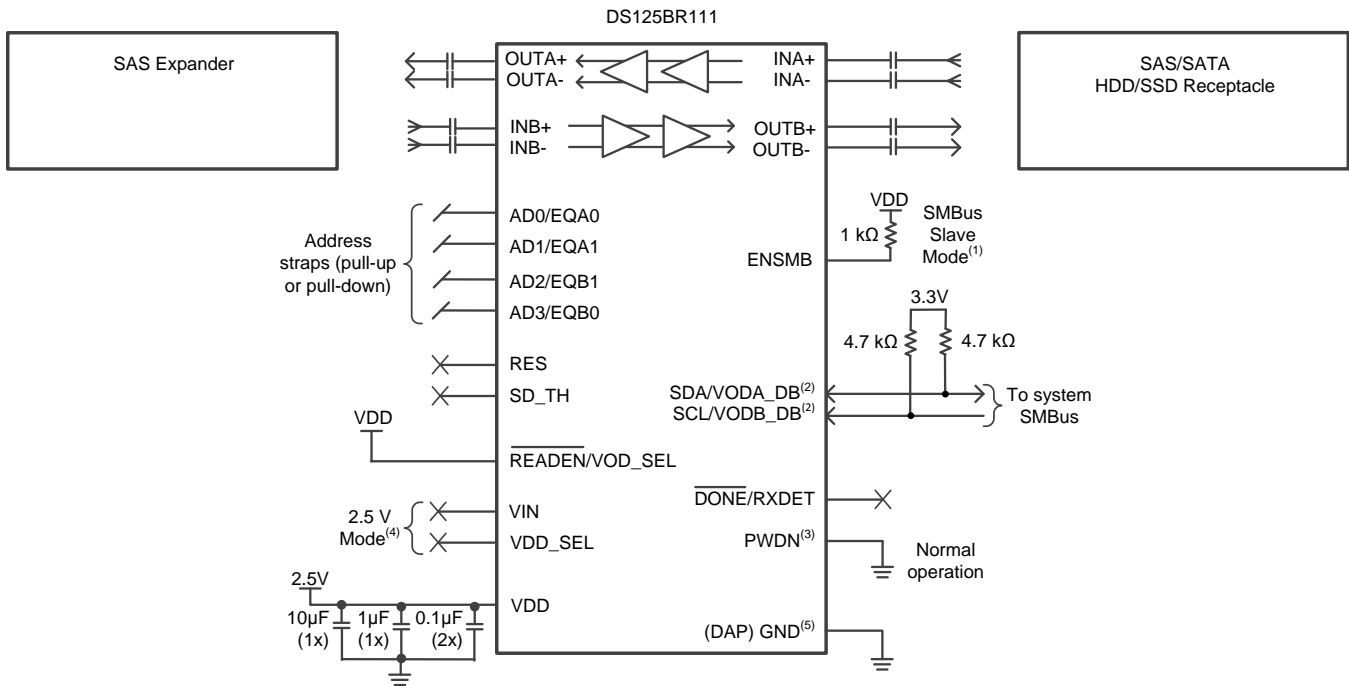 DS125BR111
SAS Expander
SAS/SATA
HDD/SSD Receptacle
OUTA+
OUTA-
INA+
INA-
INB+
INB-
OUTB+
OUTB-
Address
straps (pull-up
or pull-down)
AD0/EQA0
AD1/EQA1
AD2/EQB1
AD3/EQB0
VDD
1 kΩ
SMBus
Slave
Mode(1)
ENSMB
3.3V
4.7 kΩ
4.7 kΩ
RES
SD_TH
SDA/VODA_DB(2)
SCL/VODB_DB(2)
To system
SMBus
VDD
READEN/VOD_SEL
DONE/RXDET
2.5 V
Mode(4)
VIN
VDD_SEL
PWDN(3)
Normal
operation
2.5V
VDD
10µF
(1x)
1µF
(1x)
0.1µF
(2x)
(DAP) GND(5)